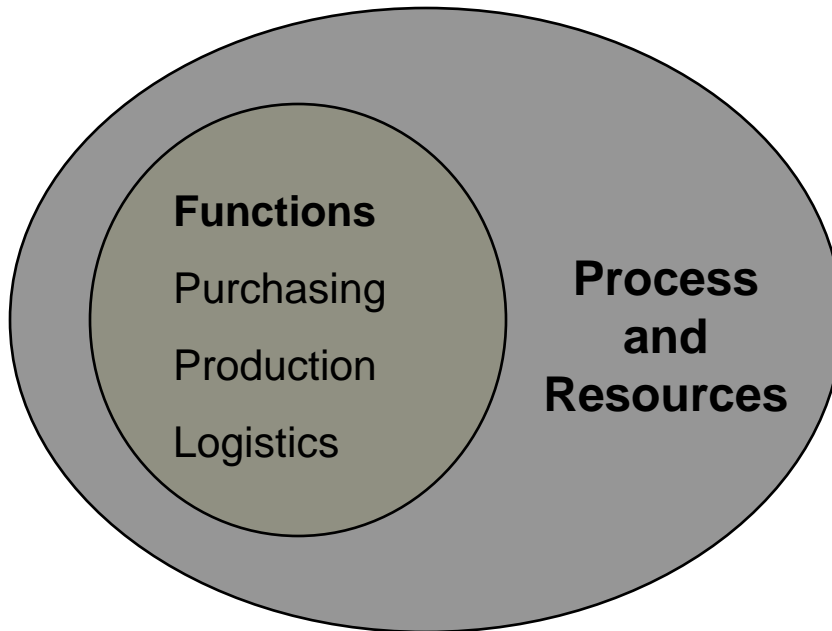 Functions
Purchasing
Production
Logistics
Process
and
Resources